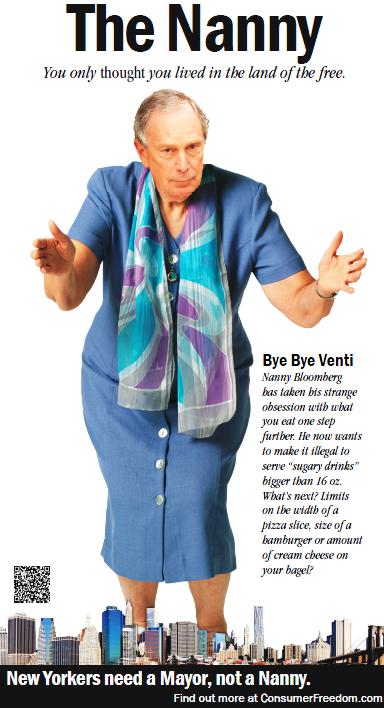 The Nanny
You only thought you lived in the land of the free.
Bye Bye Venti
Nanny Bloomberg
has taken his strange
obsession with what
you eat one step
further. He now wants
to make it illegal to
serve “sugary drinks”
bigger than 16 oz.
What’s next? Limits
on the width of a
pizza slice, size of a
hamburger or amount
of cream cheese on
your bagel?
New Yorkers need a Mayor, not a Nanny.
Find out more at ConsumerFreedom.com